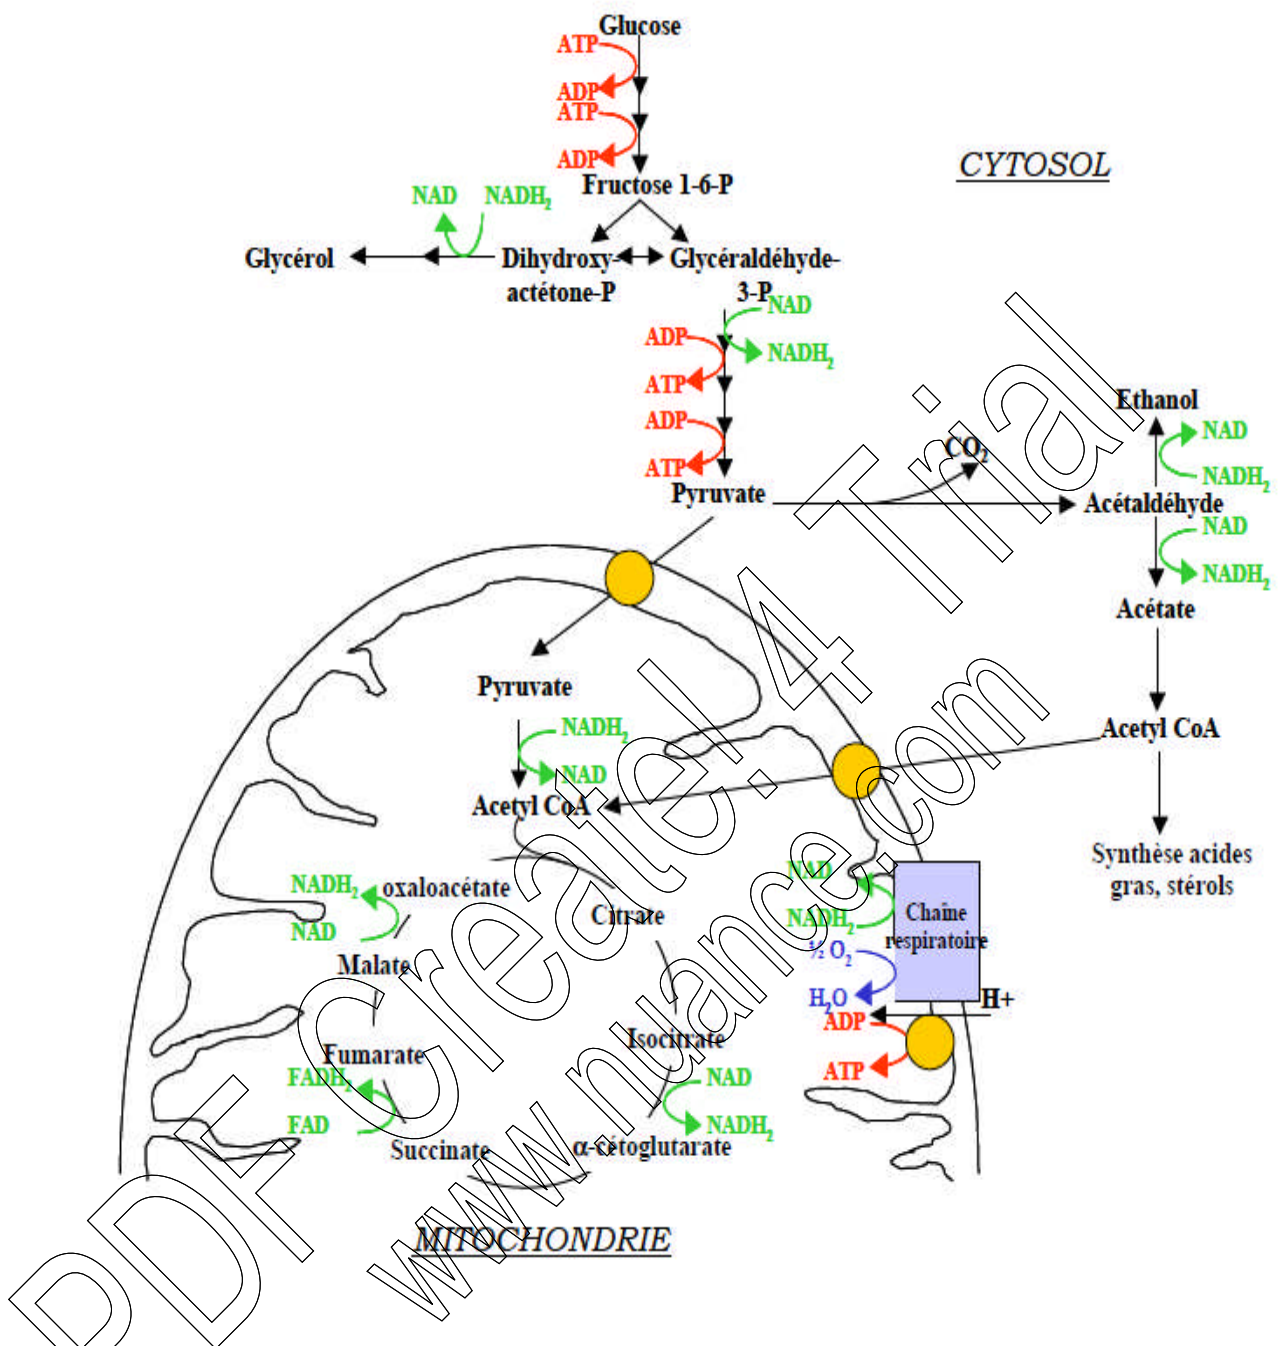 Glucose
ATP
ADP
ATP
ADP
CYTOSOL
Fructose 1-6-P
NAD NADH2
Glycérol
Dihydroxy-
actétone-P
Glycéraldéhyde-
3-P
NAD
ADP
NADH2
ATP
ADP
ATP
Pyruvate
CO2
Ethanol
NAD
NADH2
Acétaldéhyde
NAD
NADH2
Acétate
Acetyl CoA
Synthèse acides
gras, stérols
Pyruvate
NADH2
NAD
Acetyl CoA
NADH2
oxaloacétate
NAD
Citrate
Malate
Isocitrate
Fumarate
FADH2
FAD
Succinate
NAD
NADH2
α-cétoglutarate
NAD
NADH2
Chaîne
respiratoire
½ O2
H2O
H+
ADP
ATP
MITOCHONDRIE
PDF Create! 4 Trial
www.nuance.com